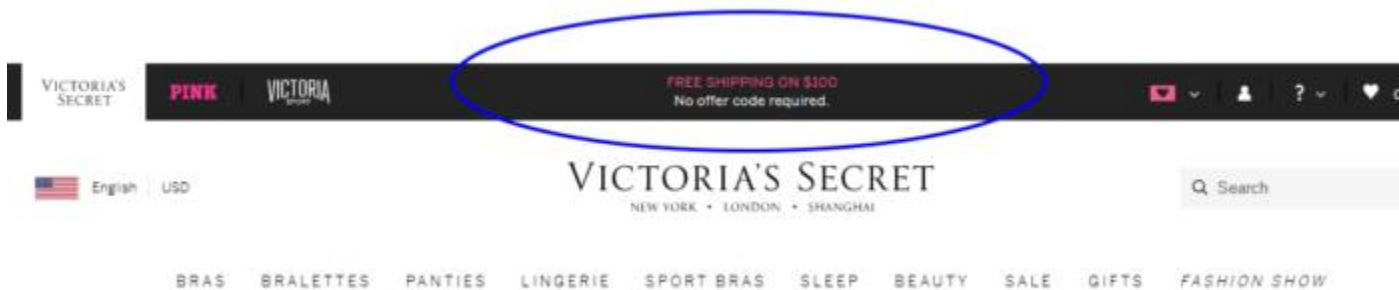 VICTORIA'S
SECRET
PINK
VICTORIA
SPORT
FREE SHIPPING ON $100
No offer code required.
?
English
USD
VICTORIA'S SECRET
NEW YORK • LONDON • SHANGHAI
Search
BRAS BRALETTES PANTIES LINGERIE SPORT BRAS SLEEP BEAUTY SALE GIFTS FASHION SHOW